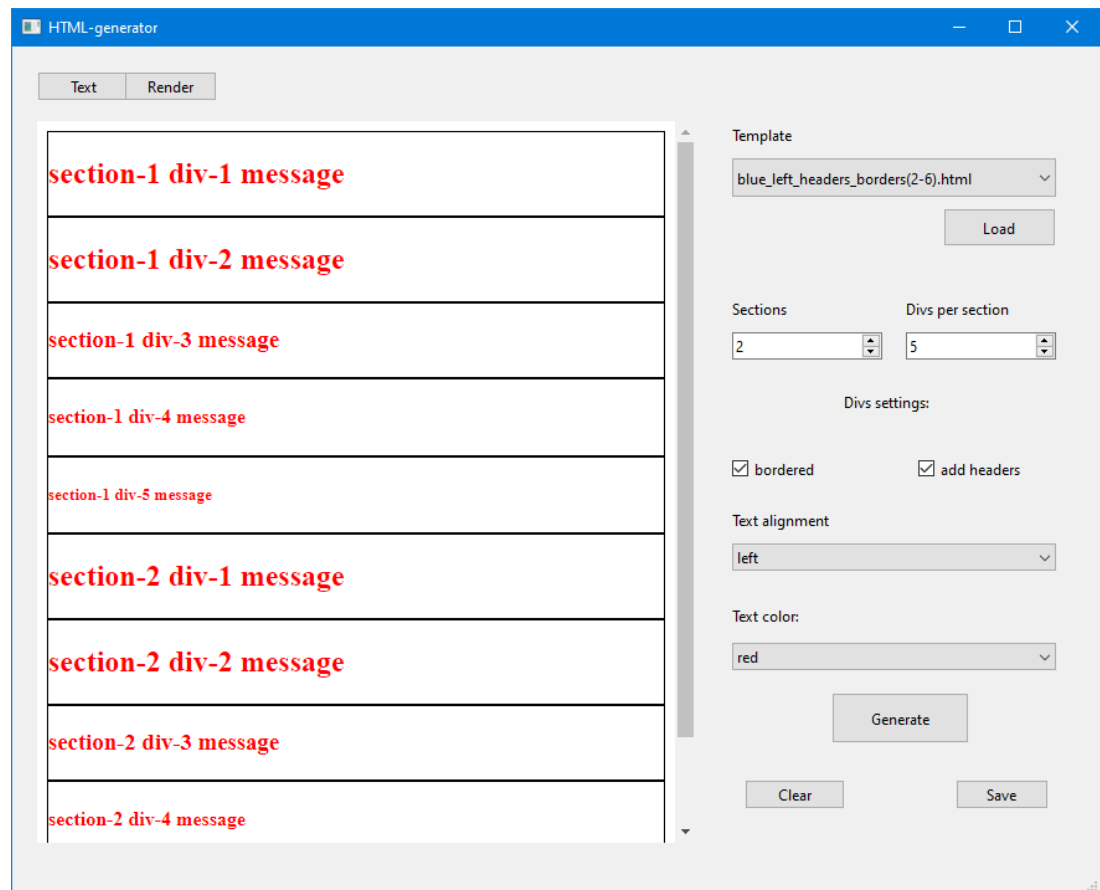 HTML-generator
Text Render
section-1 div-1 message
section-1 div-2 message
section-1 div-3 message
section-1 div-4 message
section-1 div-5 message
section-2 div-1 message
section-2 div-2 message
section-2 div-3 message
section-2 div-4 message
Template
blue_left_headers_borders(2-6).html
Load
Sections Divs per section
2 5
Divs settings:
bordered add headers
Text alignment
left
Text color:
red
Generate
Clear Save